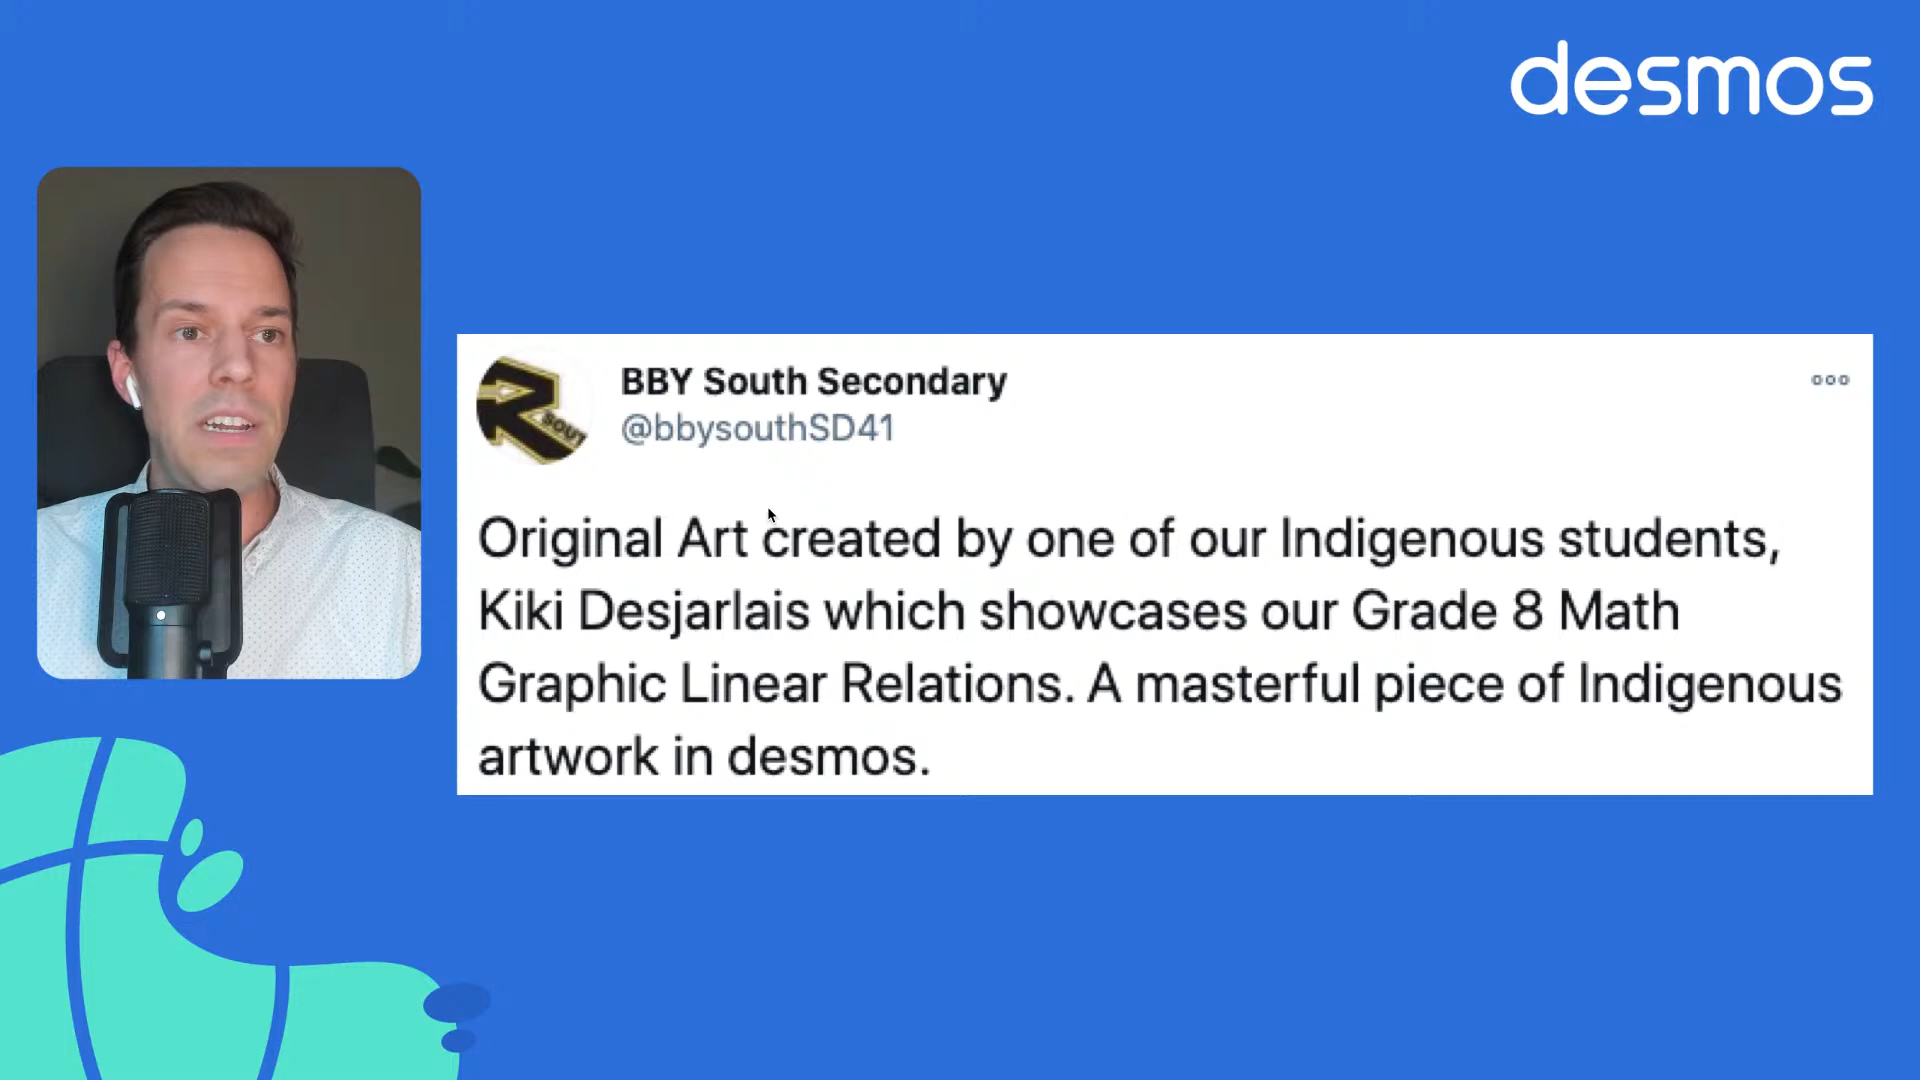 desmos
BBY South Secondary
@bbysouthSD41
SOUT
Original Art created by one of our Indigenous students,
Kiki Desjarlais which showcases our Grade 8 Math
Graphic Linear Relations. A masterful piece of Indigenous
artwork in desmos.